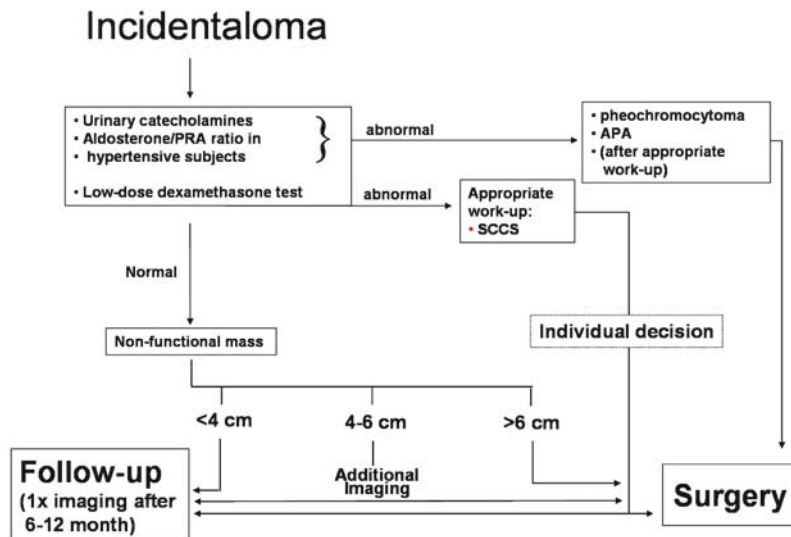 Incidentaloma
• Urinary catecholamines
• Aldosterone/PRA ratio in
• hypertensive subjects
}
• Low-dose dexamethasone test
abnormal
• pheochromocytoma
• APA
• (after appropriate
work-up)
abnormal
Appropriate
work-up:
• SCCS
Normal
Individual decision
Non-functional mass
<4 cm
4-6 cm
>6 cm
Additional
Imaging
Follow-up
(1x imaging after
6-12 month)
Surgery